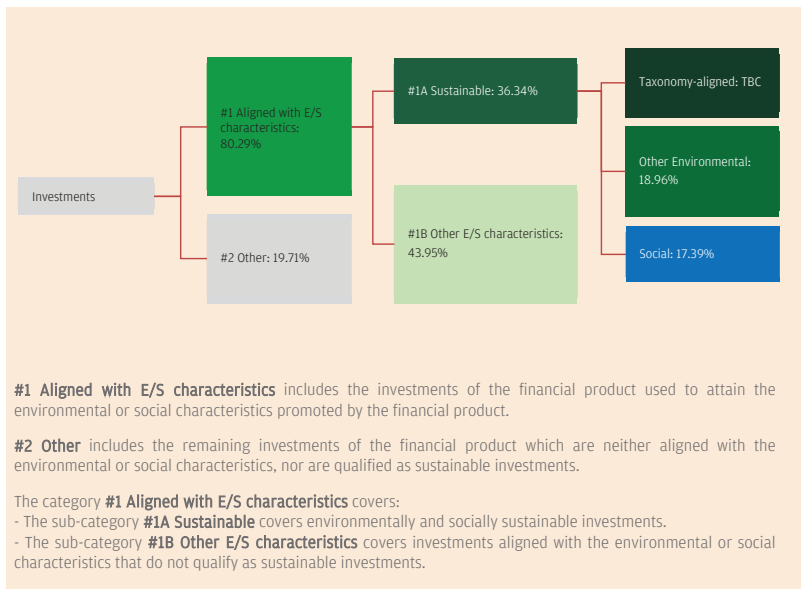 Investments
#1 Aligned with E/S
characteristics:
80.29%
#2 Other: 19.71%
#1A Sustainable: 36.34%
#1B Other E/S characteristics:
43.95%
Taxonomy-aligned: TBC
Other Environmental:
18.96%
Social: 17.39%
#1 Aligned with E/S characteristics includes the investments of the financial product used to attain the
environmental or social characteristics promoted by the financial product.
#2 Other includes the remaining investments of the financial product which are neither aligned with the
environmental or social characteristics, nor are qualified as sustainable investments.
The category #1 Aligned with E/S characteristics covers:
- The sub-category #1A Sustainable covers environmentally and socially sustainable investments.
- The sub-category #1B Other E/S characteristics covers investments aligned with the environmental or social
characteristics that do not qualify as sustainable investments.